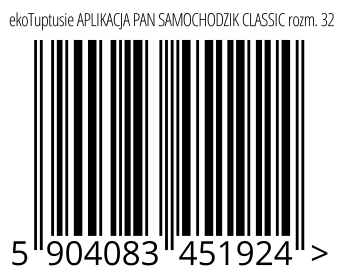 ekoTuptusie APLIKACJA PAN SAMOCHODZIK CLASSIC rozm. 32
5 904083 451924 >